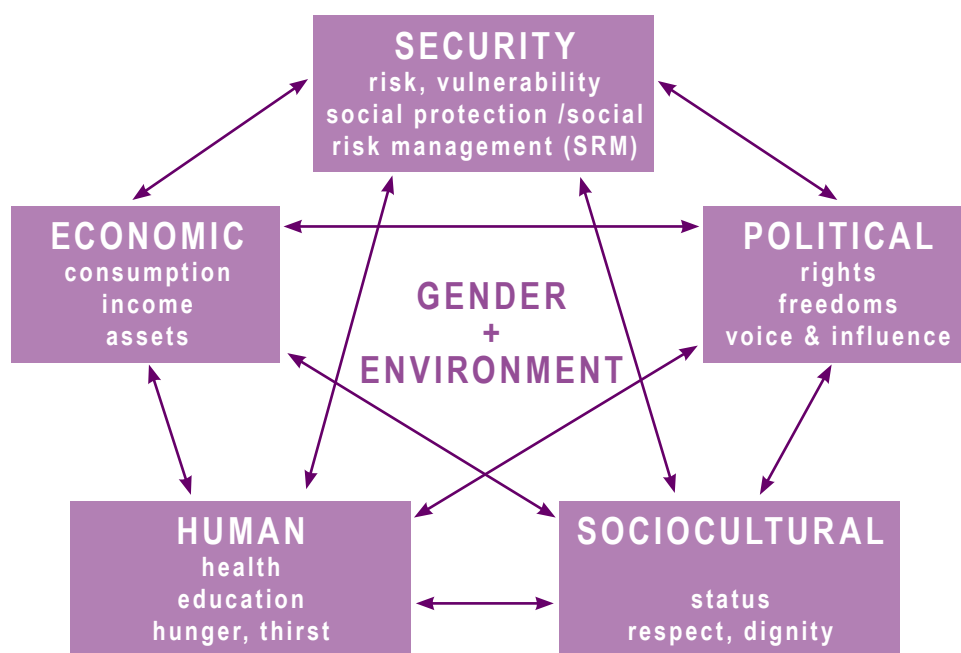 SECURITY
risk, vulnerability
social protection /social
risk management (SRM)
ECONOMIC
consumption
income
assets
POLITICAL
rights
freedoms
voice & influence
GENDER
+
ENVIRONMENT
HUMAN
health
education
hunger, thirst
SOCIOCULTURAL
status
respect, dignity